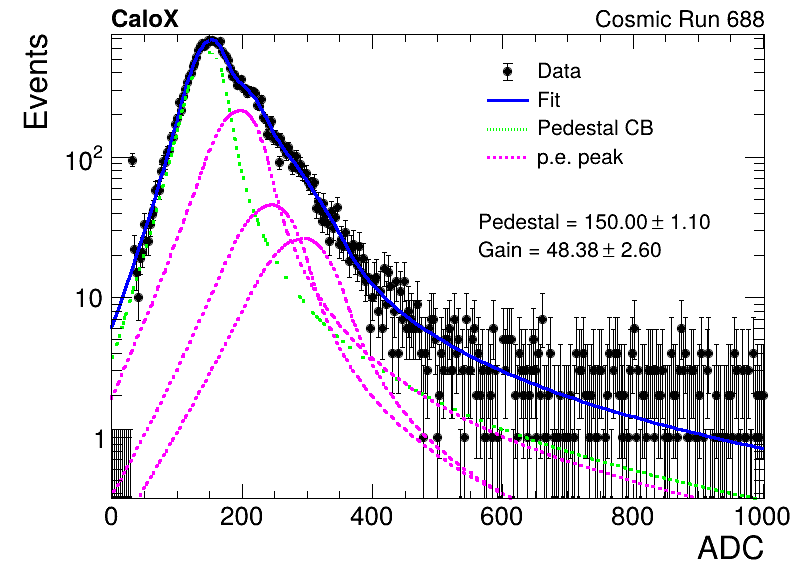 CaloX Cosmic Run 688
Events
Data
Fit
Pedestal CB
p.e. peak
Pedestal = 150.00 ± 1.10
Gain = 48.38 ± 2.60
10²
10
1
0 200 400 600 800 1000
ADC